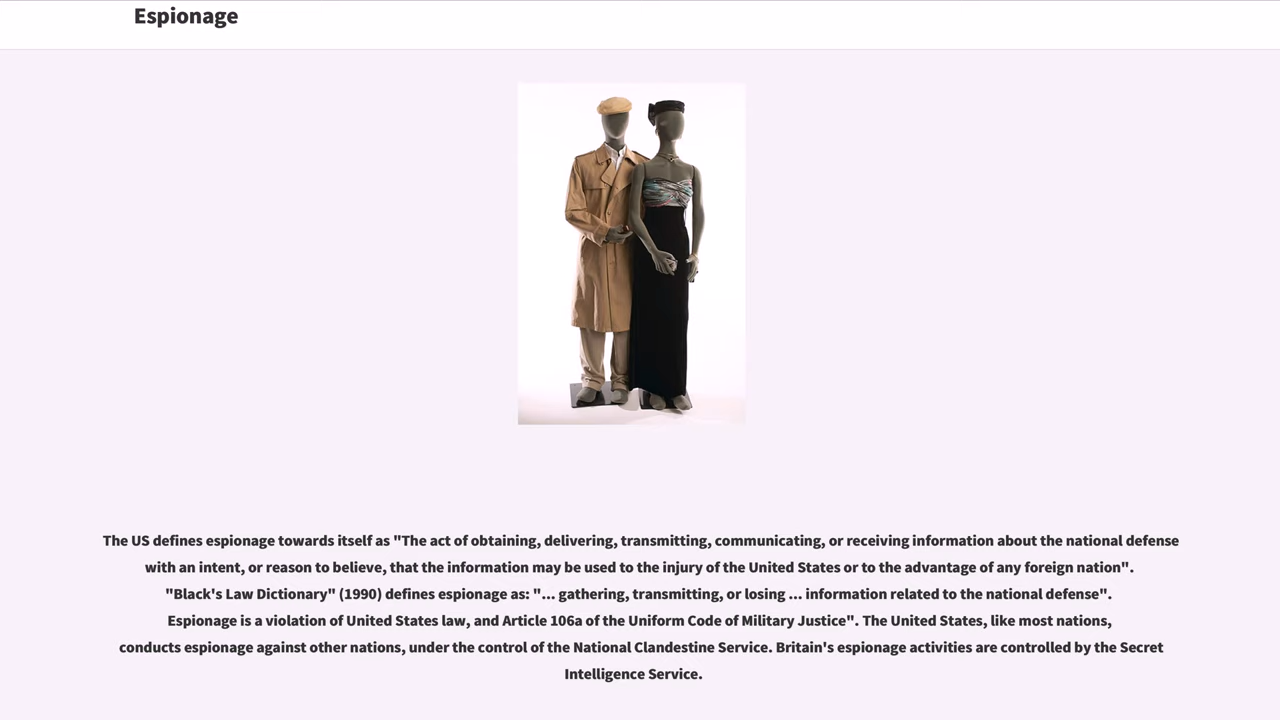 Espionage
The US defines espionage towards itself as "The act of obtaining, delivering, transmitting, communicating, or receiving information about the national defense
with an intent, or reason to believe, that the information may be used to the injury of the United States or to the advantage of any foreign nation".
"Black's Law Dictionary" (1990) defines espionage as: "... gathering, transmitting, or losing ... information related to the national defense".
Espionage is a violation of United States law, and Article 106a of the Uniform Code of Military Justice". The United States, like most nations,
conducts espionage against other nations, under the control of the National Clandestine Service. Britain's espionage activities are controlled by the Secret
Intelligence Service.